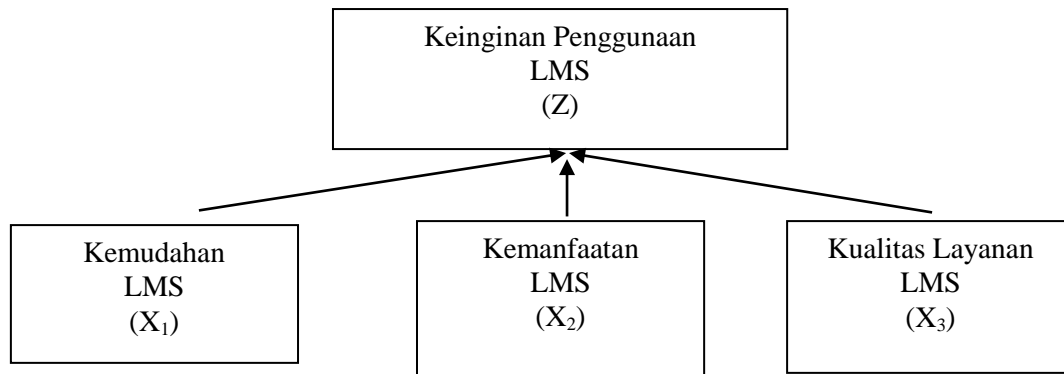 Keinginan Penggunaan
LMS
(Z)
Kemudahan
LMS
(X₁)
Kemanfaatan
LMS
(X₂)
Kualitas Layanan
LMS
(X₃)